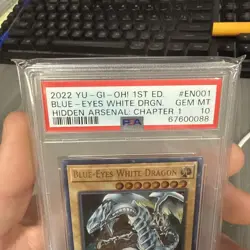 2022 YU-GI-OH! 1ST ED. #EN001
BLUE-EYES WHITE DRGN. GEM MT
HIDDEN ARSENAL: CHAPTER 1 10
PSA 67600088
BLUE-EYES WHITE DRAGON